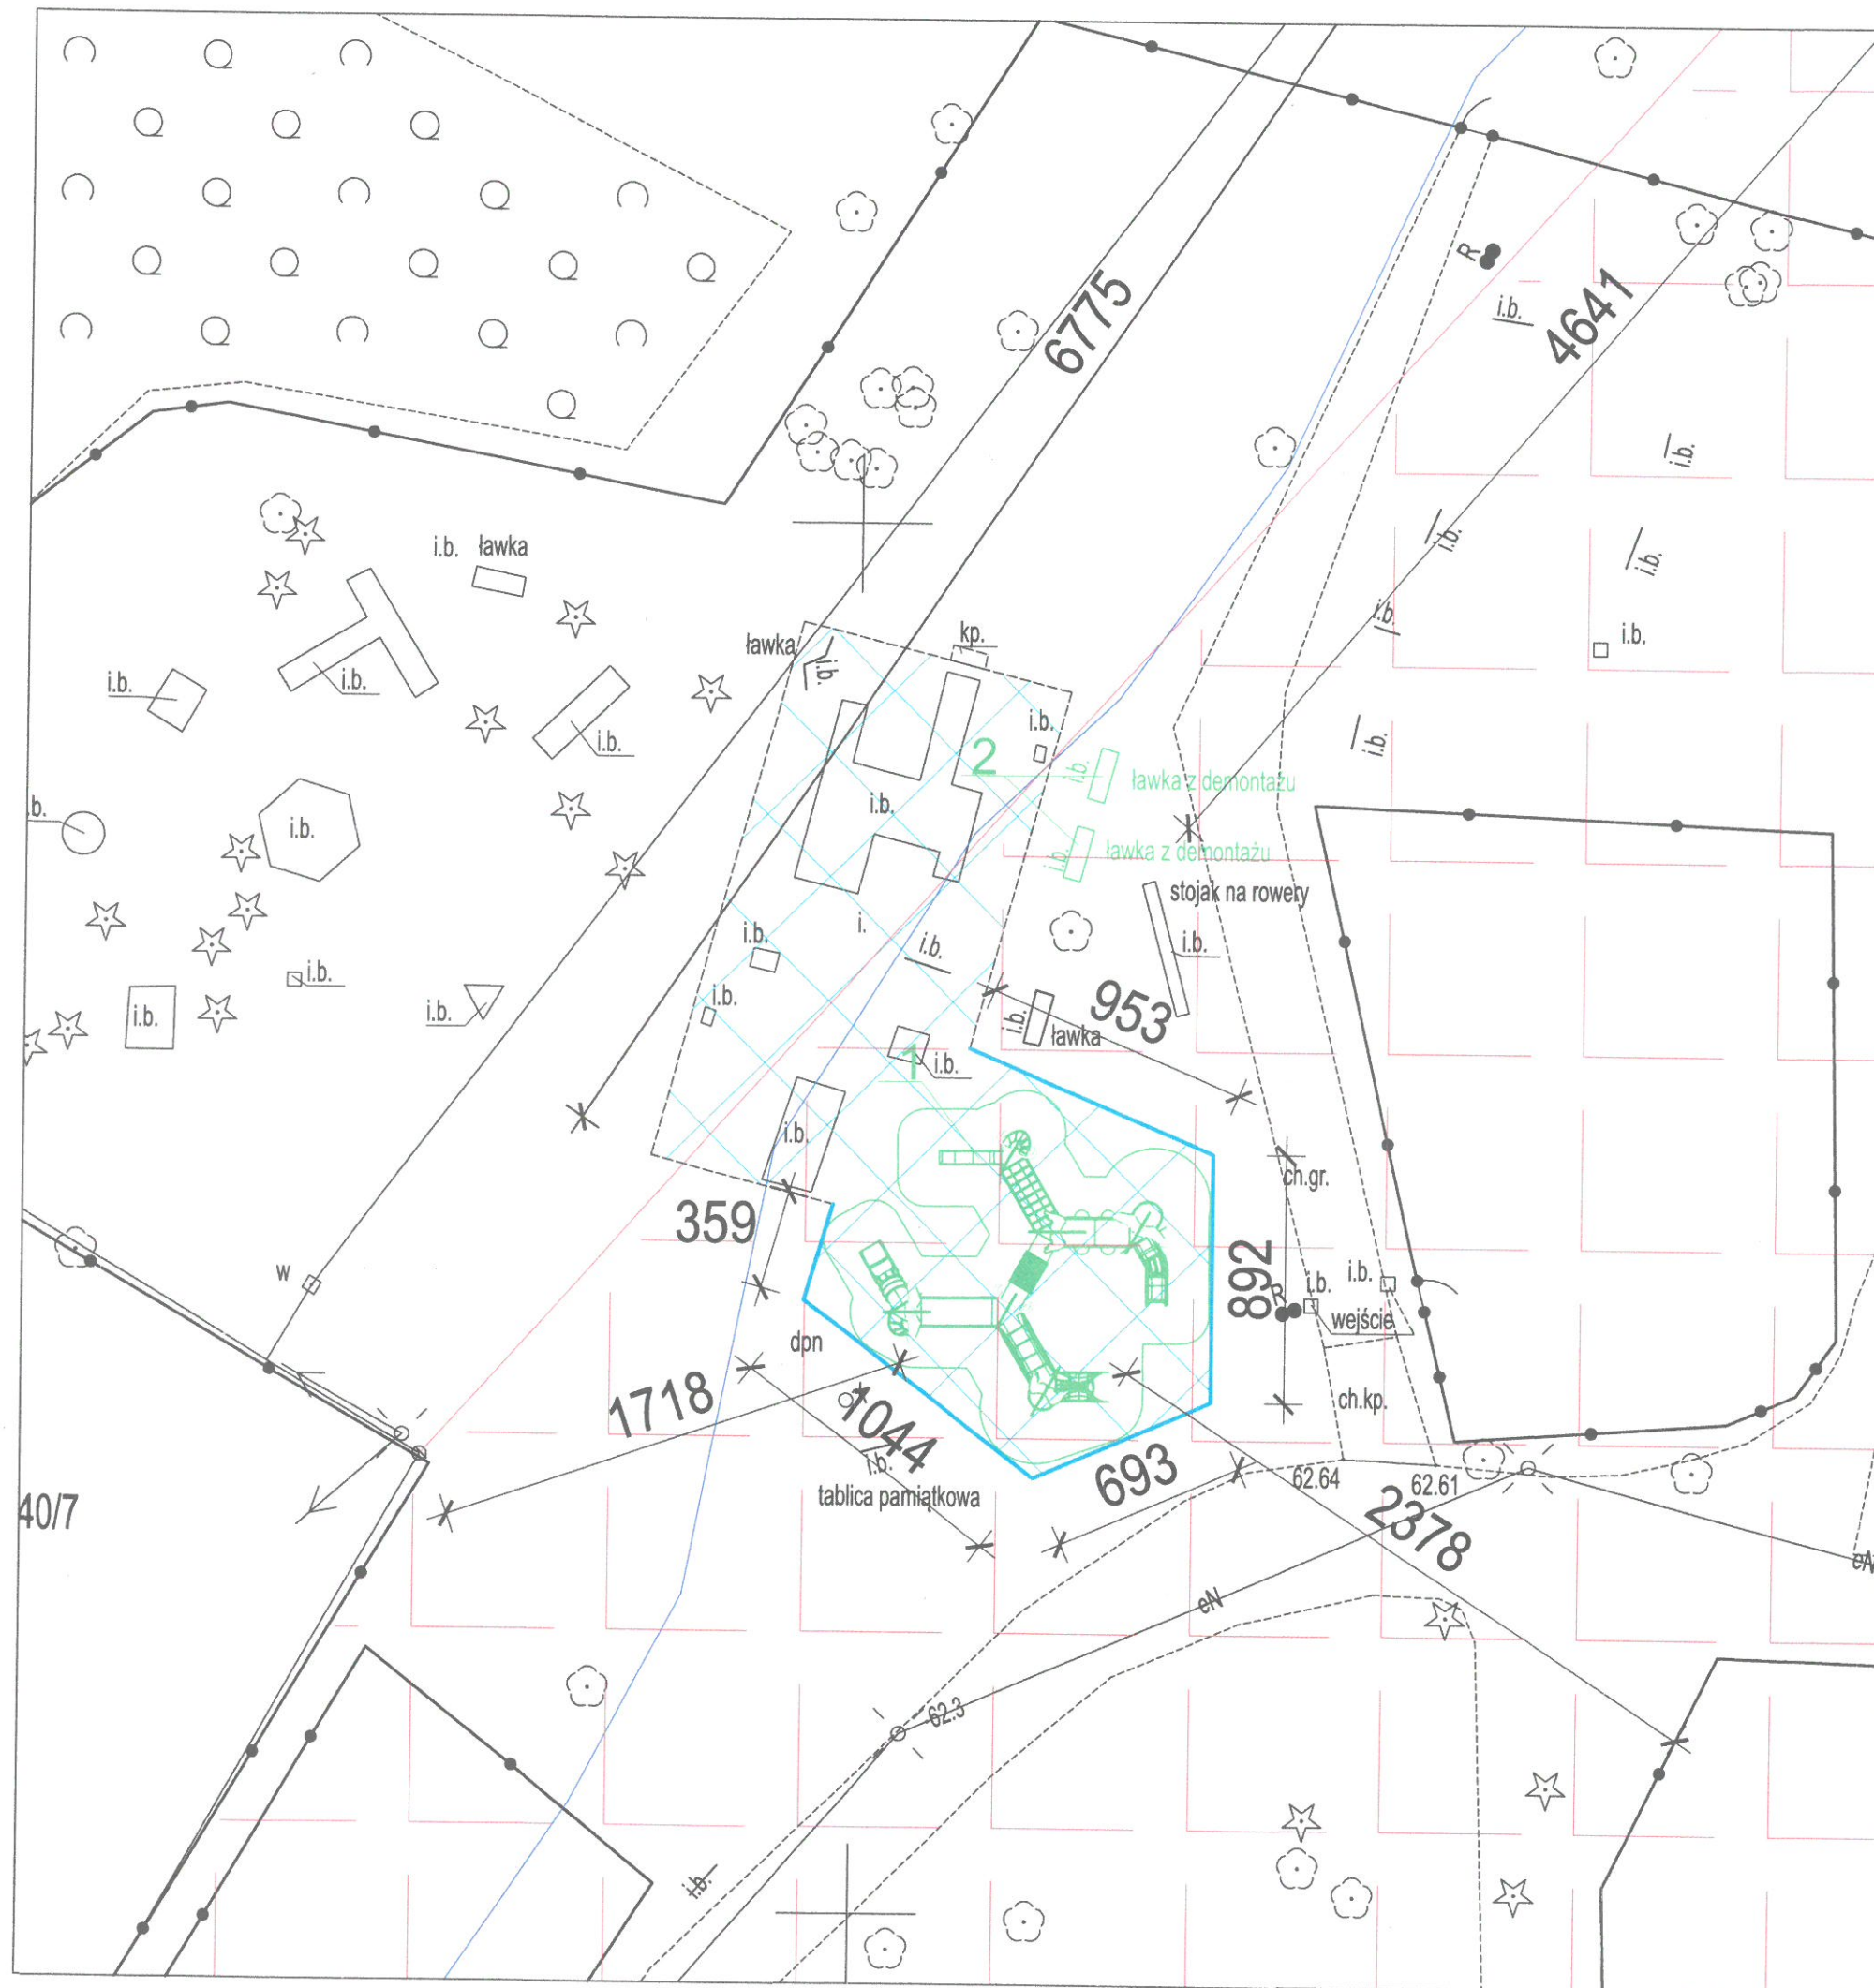 6775
4641
R
i.b.
i.b.
i.b.
i.b.
i.b. ławka
i.b.
i.b.
ławka
i.b.
kp.
i.b.
i.b.
i.b.
i.b.
i.b.
2
i.b.
ławka z demontażu
i.b.
b.
i.b.
i.b.
ławka z demontażu
stojak na rowery
i.
i.b.
i.b.
i.b.
i.b.
i.b.
i.b.
i.b.
953
i.b.
ławka
1
i.b.
i.b.
ch.gr.
359
892
w
i.b.
i.b.
R
wejście
dpn
1718
1044
ch.kp.
i.b.
693
62.64
62.61
tablica pamiątkowa
2378
40/7
eN
eN
62.3
i.b.